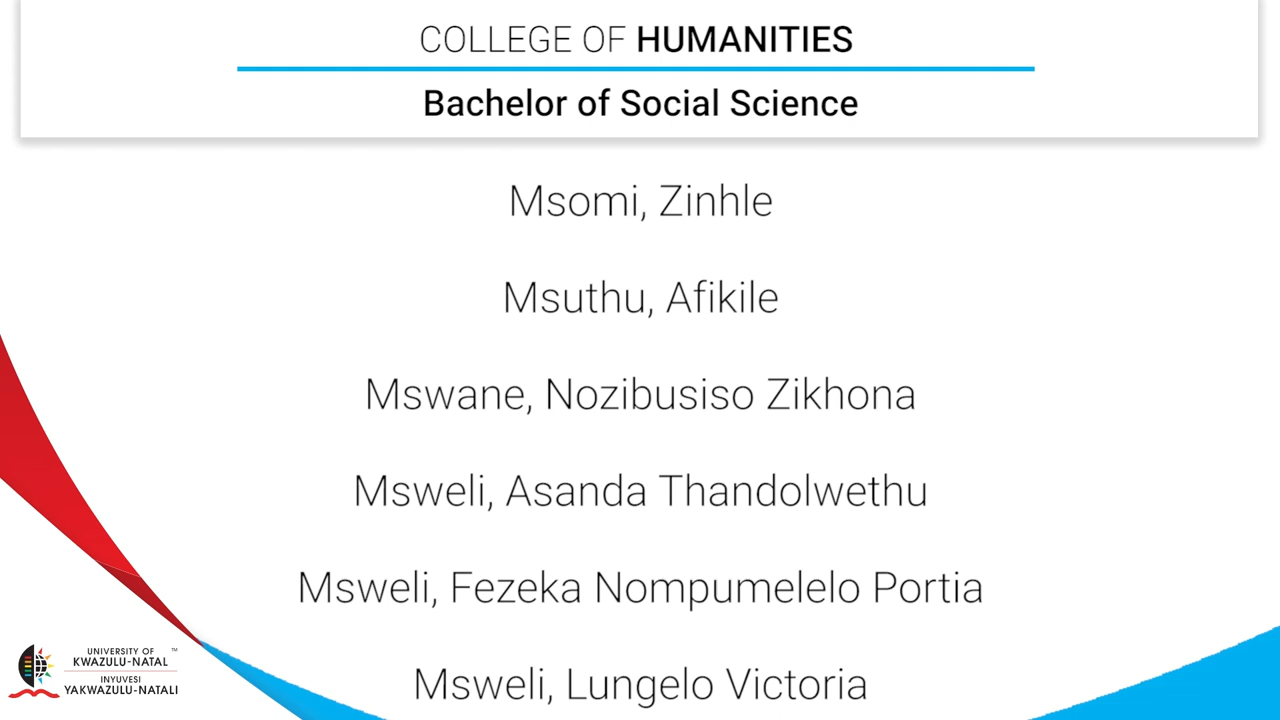 COLLEGE OF HUMANITIES
Bachelor of Social Science
Msomi, Zinhle
Msuthu, Afikile
Mswane, Nozibusiso Zikhona
Msweli, Asanda Thandolwethu
Msweli, Fezeka Nompumelelo Portia
Msweli, Lungelo Victoria
UNIVERSITY OF ™
KWAZULU-NATAL
INYUVESI
YAKWAZULU-NATALI